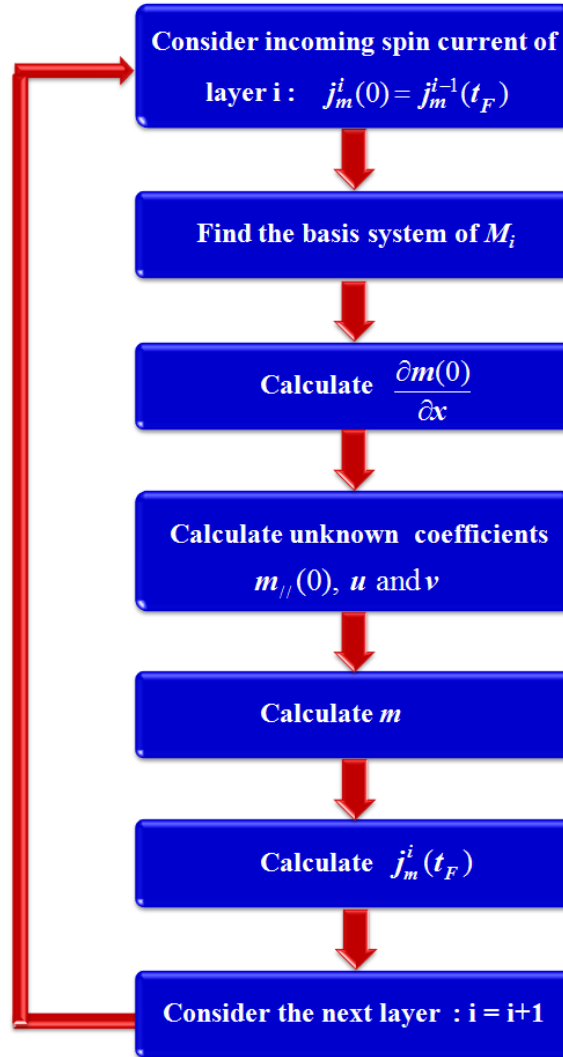 Consider incoming spin current of
layer i : j_m^i(0) = j_m^{i-1}(t_F)
Find the basis system of M_i
Calculate ∂m(0)/∂x
Calculate unknown coefficients
m_{//}(0), u and v
Calculate m
Calculate j_m^i(t_F)
Consider the next layer : i = i+1